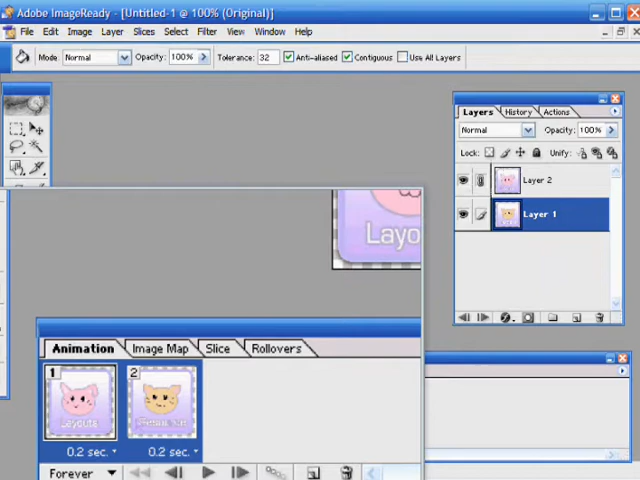 Adobe ImageReady - [Untitled-1 @ 100% (Original)]
File Edit Image Layer Slices Select Filter View Window Help
Mode: Normal Opacity: 100% Tolerance: 32 Anti-aliased Contiguous Use All Layers
Layers History Actions
Normal Opacity: 100%
Lock: Unify:
Layer 2
Layer 1
Layou
Animation Image Map Slice Rollovers
1 2
Layouts
0.2 sec. 0.2 sec.
Forever